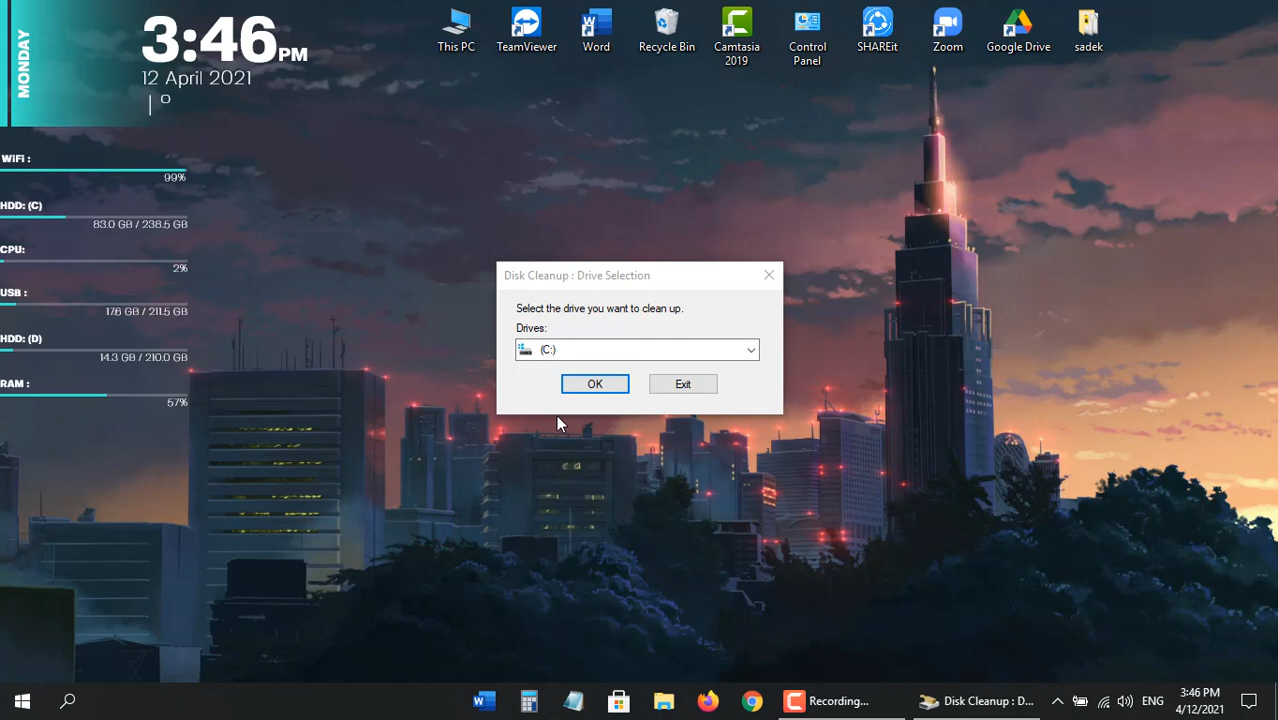 MONDAY
3:46 PM
12 April 2021
| °
WiFi :
99%
HDD: (C)
83.0 GB / 238.5 GB
CPU:
2%
USB :
17.6 GB / 211.5 GB
HDD: (D)
14.3 GB / 210.0 GB
RAM :
57%
This PC
TeamViewer
Word
Recycle Bin
Camtasia
2019
Control
Panel
SHAREit
Zoom
Google Drive
sadek
Disk Cleanup : Drive Selection
Select the drive you want to clean up.
Drives:
(C:)
OK
Exit
Recording...
Disk Cleanup : D...
ENG
3:46 PM
4/12/2021